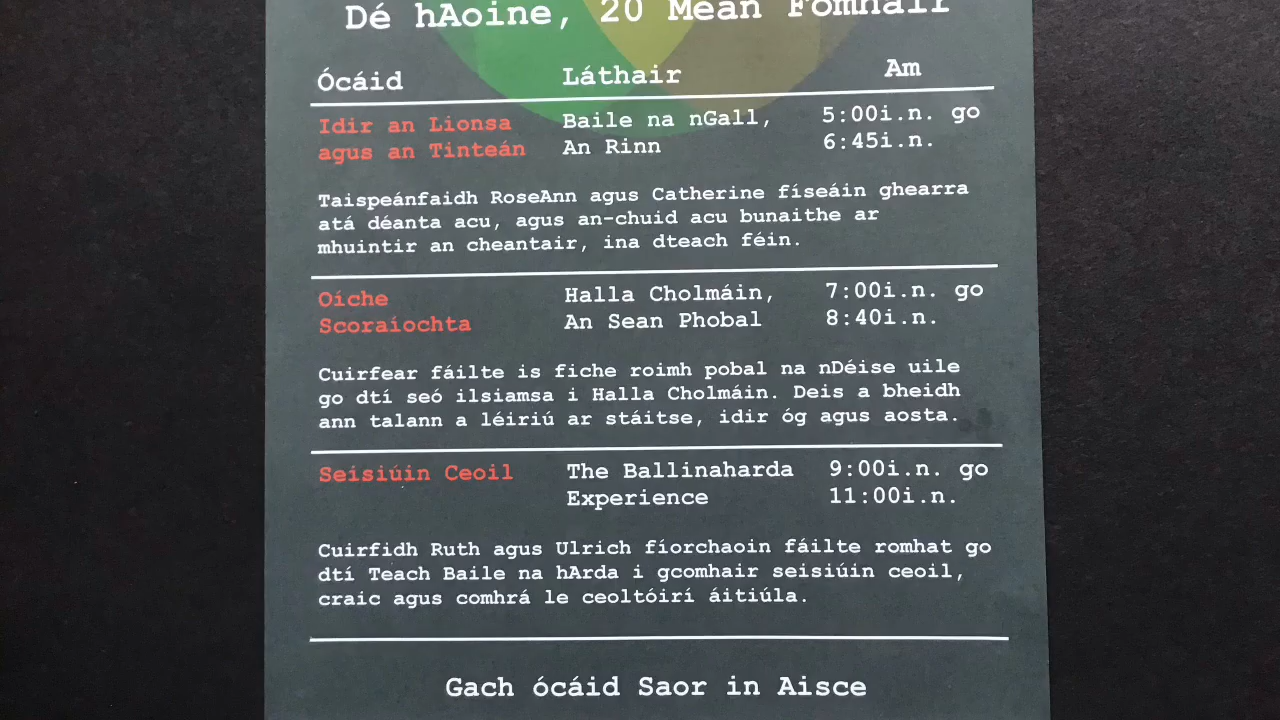 Dé hAoine, 20 Meán Fómhair
Ócáid Láthair Am
Idir an Lionsa Baile na nGall, 5:00i.n. go
agus an Tinteán An Rinn 6:45i.n.
Taispeánfaidh RoseAnn agus Catherine físeáin ghearra
atá déanta acu, agus an-chuid acu bunaithe ar
mhuintir an cheantair, ina dteach féin.
Oíche Halla Cholmáin, 7:00i.n. go
Scoraíochta An Sean Phobal 8:40i.n.
Cuirfear fáilte is fiche roimh pobal na nDéise uile
go dtí seó ilsiamsa i Halla Cholmáin. Deis a bheidh
ann talann a léiriú ar stáitse, idir óg agus aosta.
Seisiúin Ceoil The Ballinaharda 9:00i.n. go
Experience 11:00i.n.
Cuirfidh Ruth agus Ulrich fíorchaoin fáilte romhat go
dtí Teach Baile na hArda i gcomhair seisiúin ceoil,
craic agus comhrá le ceoltóirí áitiúla.
Gach ócáid Saor in Aisce